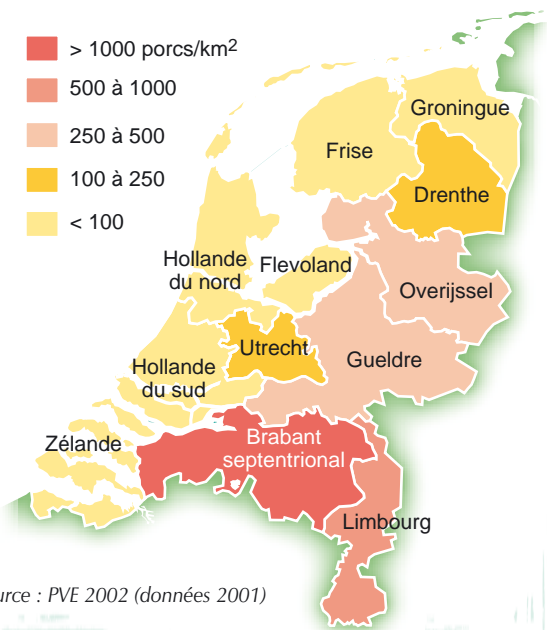 > 1000 porcs/km²
500 à 1000
250 à 500
100 à 250
< 100
Groningue
Frise
Drenthe
Hollande
du nord
Flevoland
Overijssel
Utrecht
Gueldre
Hollande
du sud
Zélande
Brabant
septentrional
Limbourg
urce : PVE 2002 (données 2001)